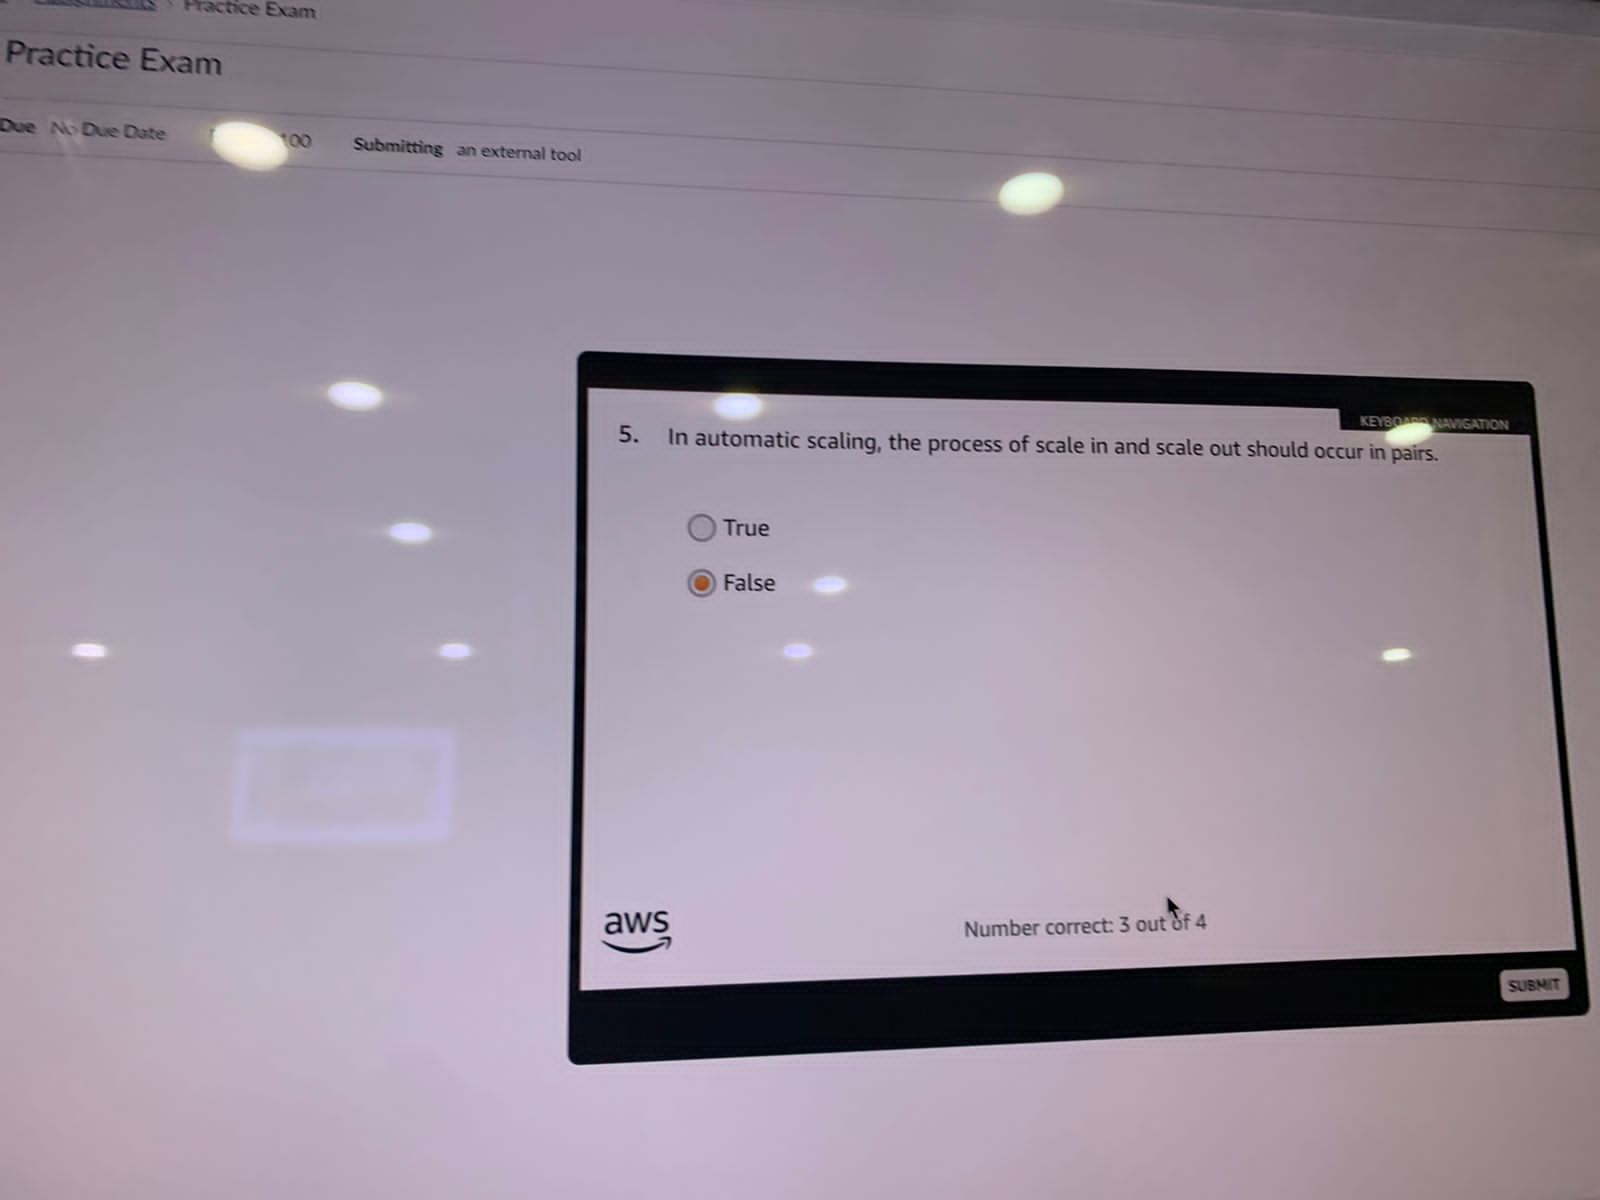 Practice Exam
Practice Exam
Due No Due Date 100 Submitting an external tool
KEYBOARD NAVIGATION
5. In automatic scaling, the process of scale in and scale out should occur in pairs.
True
False
aws
Number correct: 3 out of 4
SUBMIT